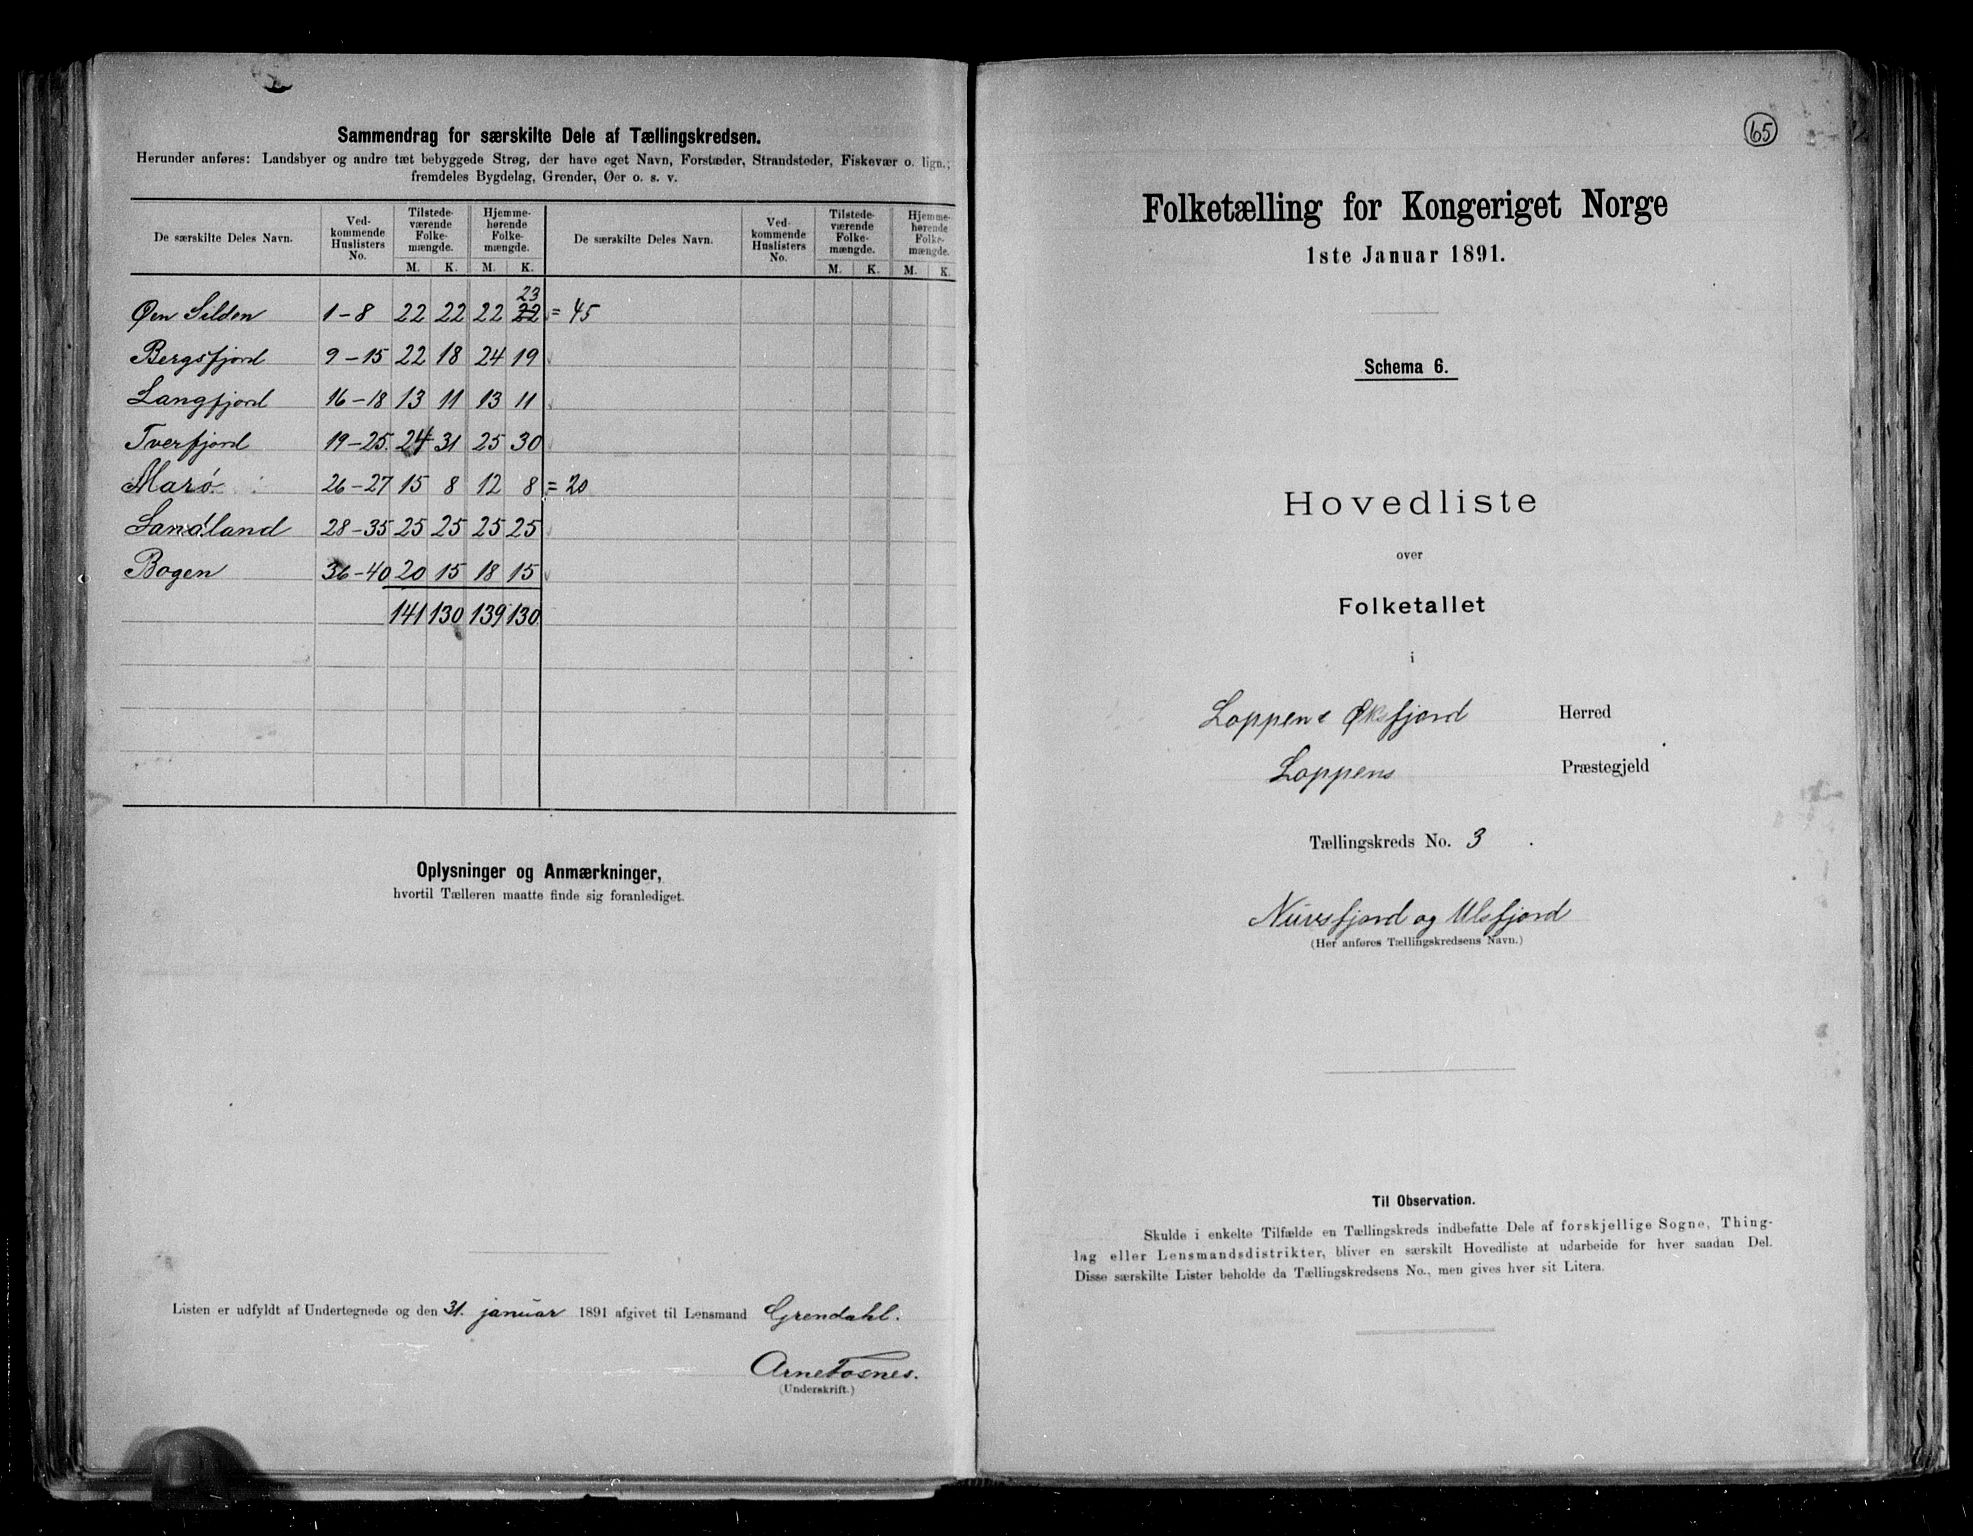 Sammendrag for særskilte Dele af Tællingskredsen.
Herunder anføres: Landsbyer og andre tæt bebyggede Strøg, der have eget Navn, Forstæder, Strandsteder, Fiskevær o. lign.;
fremdeles Bygdelag, Grender, Øer o. s. v.
De særskilte Deles Navn. Ved-kommende Huslisters No. Tilstede-værende Folke-mængde. Hjemme-hørende Folke-mængde. De særskilte Deles Navn. Ved-kommende Huslisters No. Tilstede-værende Folke-mængde. Hjemme-hørende Folke-mængde.
M. K. M. K. M. K. M. K.
23
Øen Silden 1-8 22 22 22 22 = 45
Bergsfjord 9-15 22 18 24 19
Langfjord 16-18 13 11 13 11
Tverfjord 19-25. 24 31 25 30
Marø 26-27 15 8 12 8 = 20
Sandland 28-35 25 25 25 25
Bogen 36-40 20 15 18 15
141 130 139 130
Oplysninger og Anmærkninger,
hvortil Tælleren maatte finde sig foranlediget.
Listen er udfyldt af Undertegnede og den 31. januar 1891 afgivet til Lensmand Grendahl.
Arne Fosnes.
(Underskrift.)
65
Folketælling for Kongeriget Norge
1ste Januar 1891.
Schema 6.
Hovedliste
over
Folketallet
i
Loppen & Øksfjord Herred
Loppens Præstegjeld
Tællingskreds No. 3.
Nuvsfjord og Ulsfjord
(Her anføres Tællingskredsens Navn.)
Til Observation.
Skulde i enkelte Tilfælde en Tællingskreds indbefatte Dele af forskjellige Sogne, Thing-
lag eller Lensmandsdistrikter, bliver en særskilt Hovedliste at udarbeide for hver saadan Del.
Disse særskilte Lister beholde da Tællingskredsens No., men gives hver sit Litera.